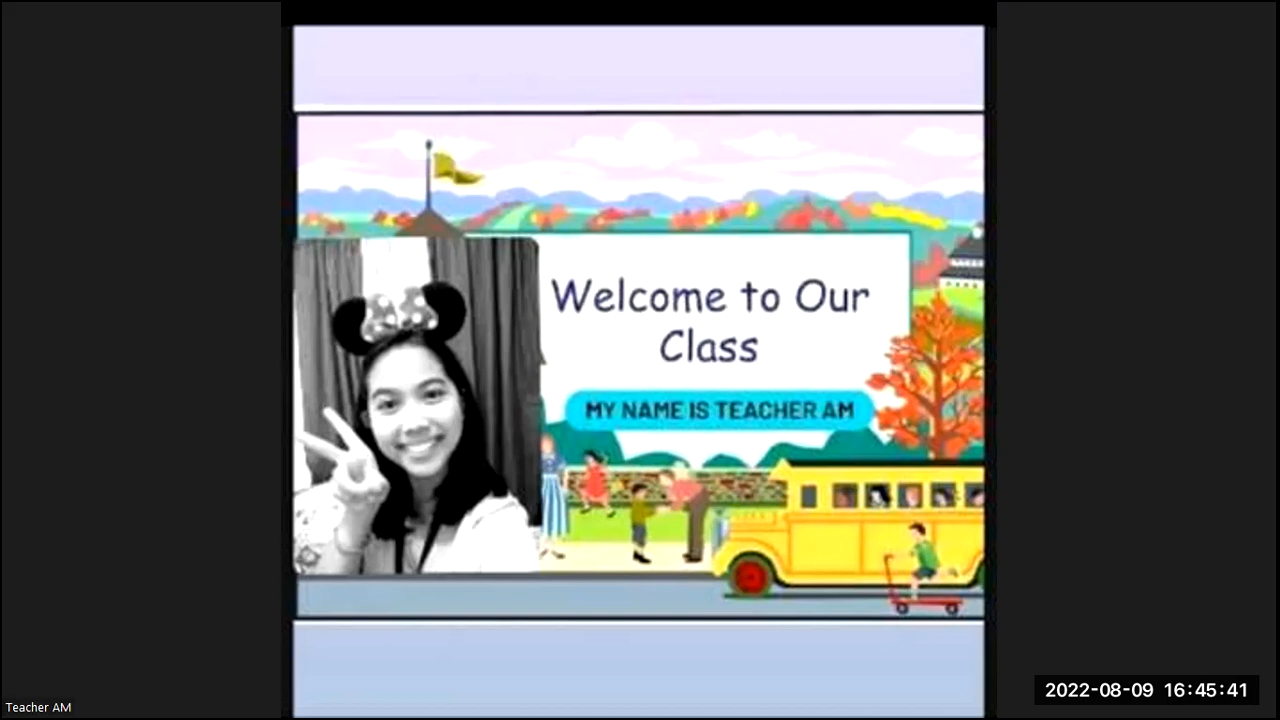 Welcome to Our
Class
MY NAME IS TEACHER AM
Teacher AM
2022-08-09 16:45:41